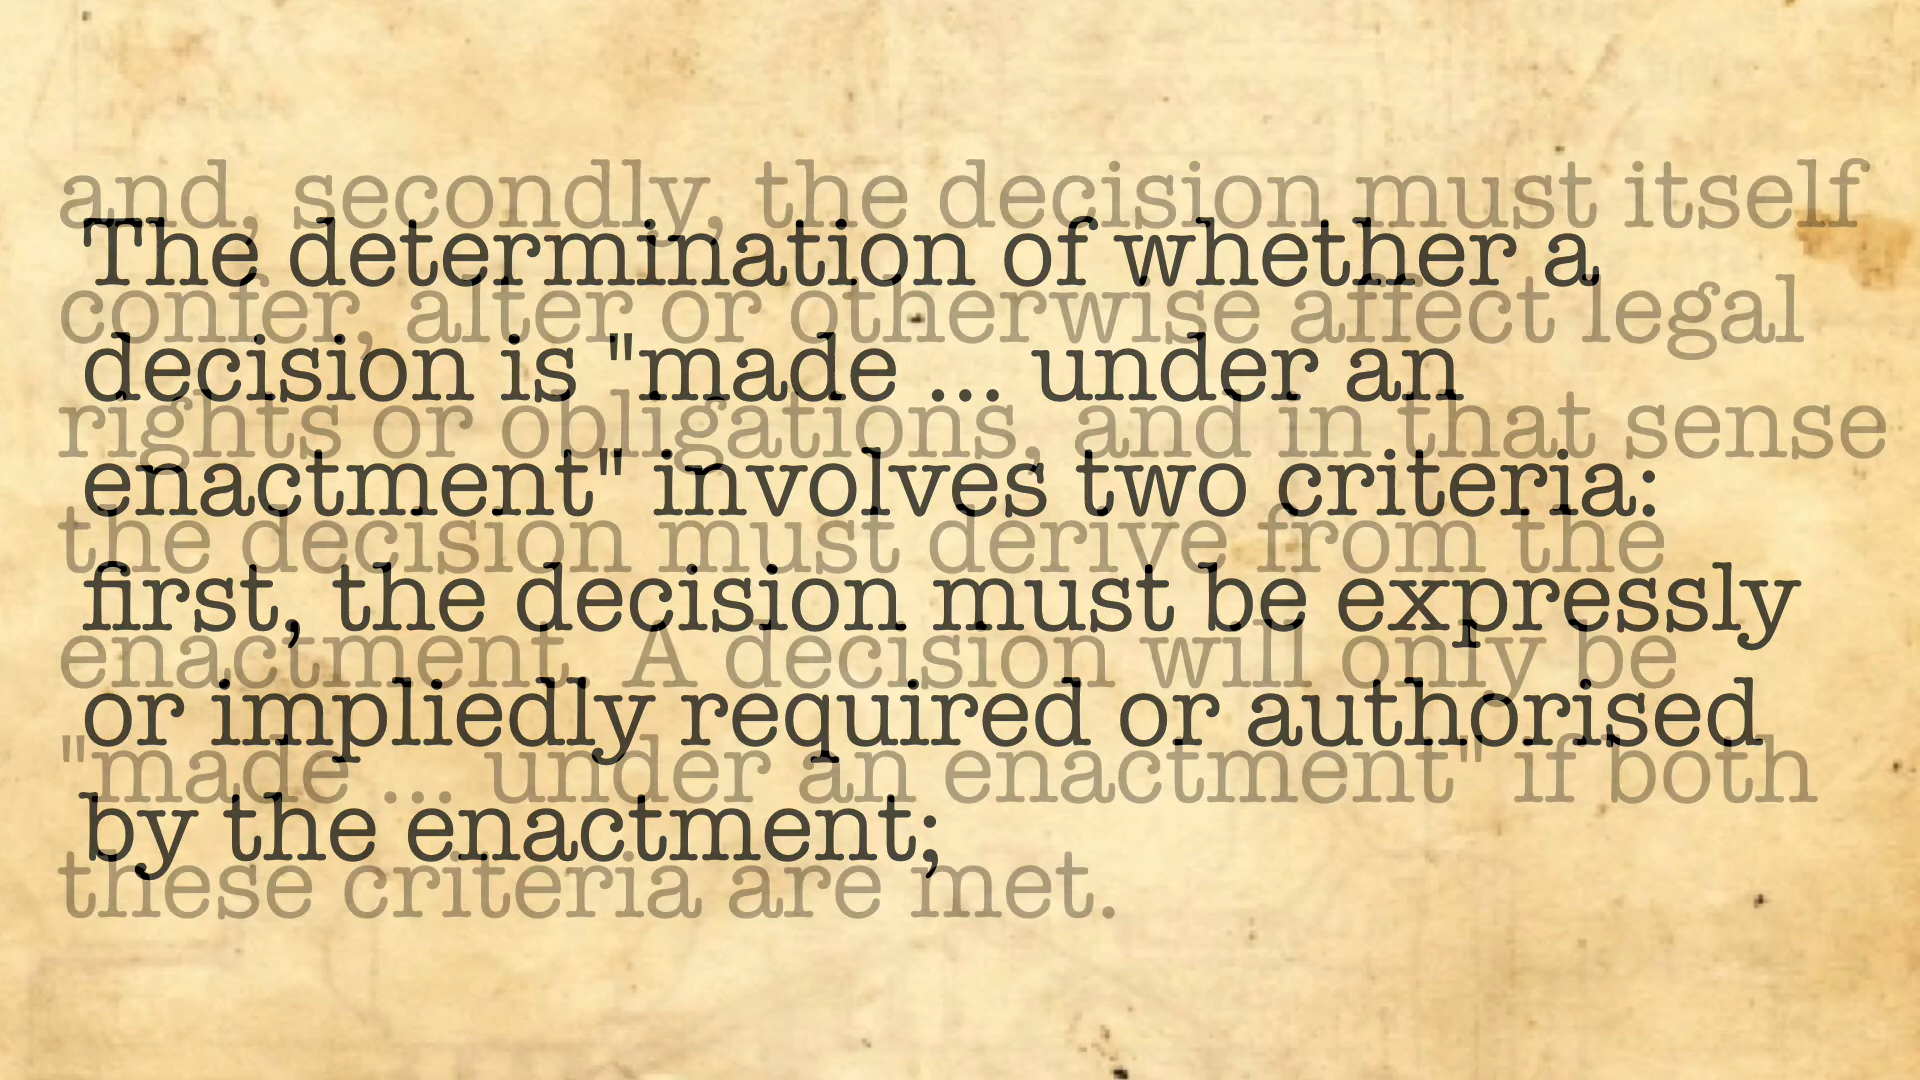 The determination of whether a
decision is "made ... under an
enactment" involves two criteria:
first, the decision must be expressly
or impliedly required or authorised
by the enactment;
and, secondly, the decision must itself
confer, alter or otherwise affect legal
rights or obligations, and in that sense
the decision must derive from the
enactment. A decision will only be
"made ... under an enactment" if both
these criteria are met.